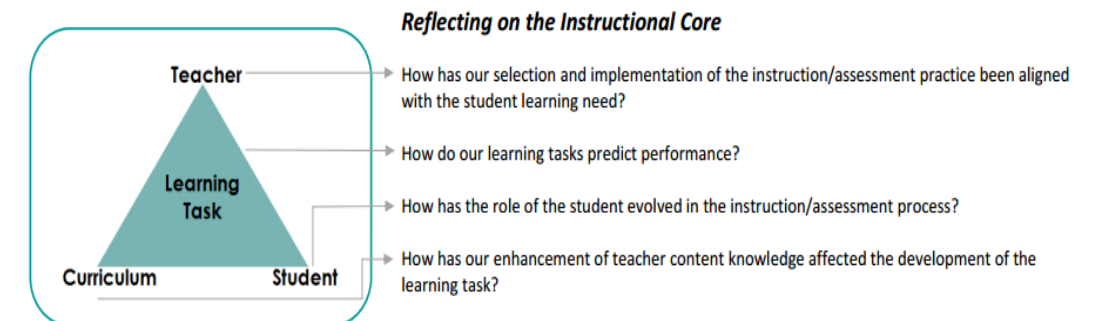 Reflecting on the Instructional Core
Teacher
How has our selection and implementation of the instruction/assessment practice been aligned
with the student learning need?
How do our learning tasks predict performance?
Learning
Task
How has the role of the student evolved in the instruction/assessment process?
Curriculum
Student
How has our enhancement of teacher content knowledge affected the development of the
learning task?